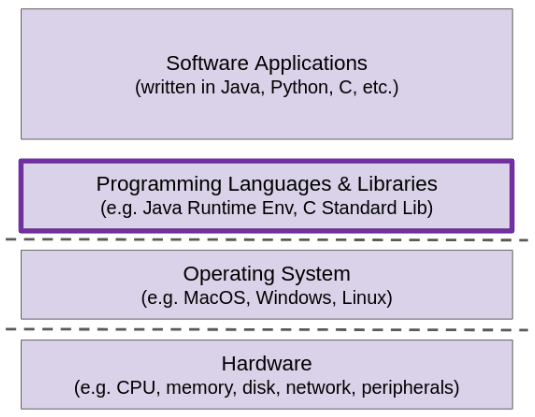 Software Applications
(written in Java, Python, C, etc.)
Programming Languages & Libraries
(e.g. Java Runtime Env, C Standard Lib)
Operating System
(e.g. MacOS, Windows, Linux)
Hardware
(e.g. CPU, memory, disk, network, peripherals)